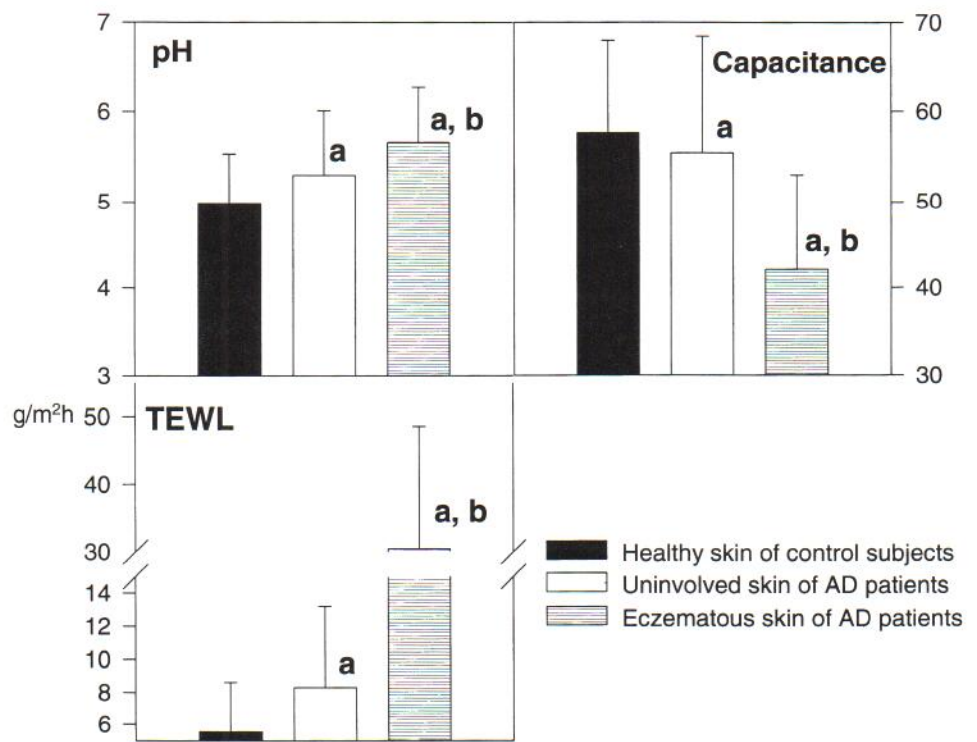 7
6
5
4
3
pH
a
a, b
Capacitance
a
a, b
70
60
50
40
30
g/m²h
50
40
30
14
12
10
8
6
TEWL
a
a, b
Healthy skin of control subjects
Uninvolved skin of AD patients
Eczematous skin of AD patients